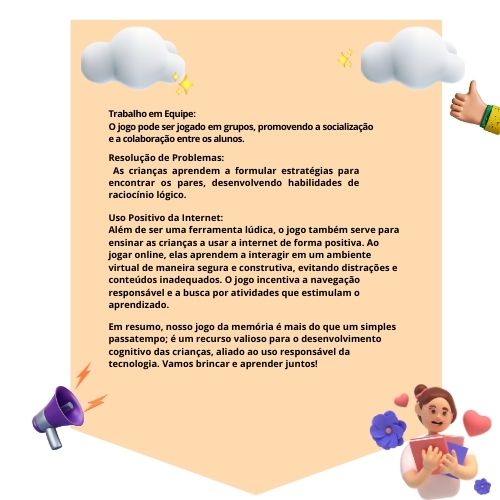 Trabalho em Equipe:
O jogo pode ser jogado em grupos, promovendo a socialização
e a colaboração entre os alunos.
Resolução de Problemas:
As crianças aprendem a formular estratégias para
encontrar os pares, desenvolvendo habilidades de
raciocínio lógico.
Uso Positivo da Internet:
Além de ser uma ferramenta lúdica, o jogo também serve para
ensinar as crianças a usar a internet de forma positiva. Ao
jogar online, elas aprendem a interagir em um ambiente
virtual de maneira segura e construtiva, evitando distrações e
conteúdos inadequados. O jogo incentiva a navegação
responsável e a busca por atividades que estimulam o
aprendizado.
Em resumo, nosso jogo da memória é mais do que um simples
passatempo; é um recurso valioso para o desenvolvimento
cognitivo das crianças, aliado ao uso responsável da
tecnologia. Vamos brincar e aprender juntos!